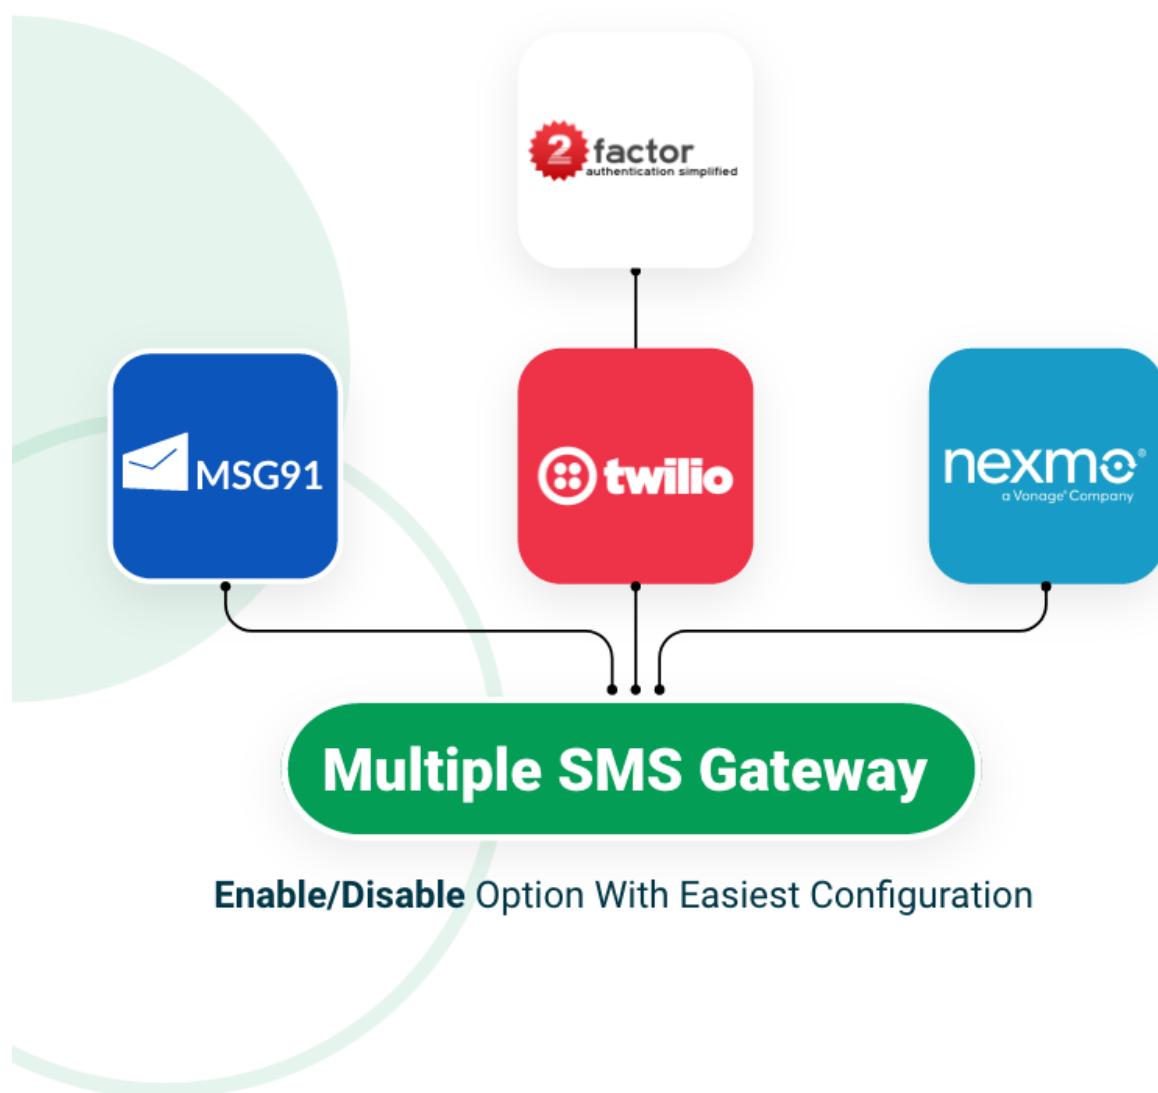 2 factor
authentication simplified
MSG91
twilio
nexmo®
a Vonage® Company
Multiple SMS Gateway
Enable/Disable Option With Easiest Configuration